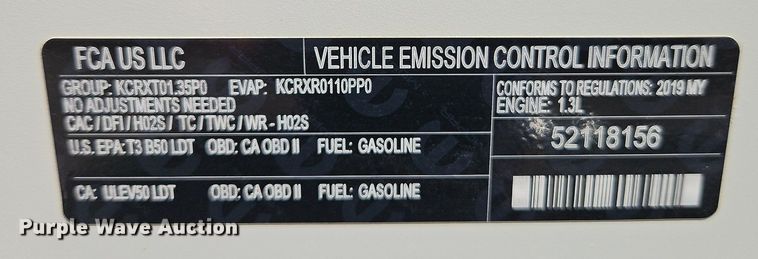 FCA US LLC VEHICLE EMISSION CONTROL INFORMATION
GROUP: KCRXT01.35P0 EVAP: KCRXR0110PP0
NO ADJUSTMENTS NEEDED
CAC / DFI / H02S / TC / TWC / WR - H02S
U.S. EPA: T3 B50 LDT OBD: CA OBD II FUEL: GASOLINE
CA: ULEV50 LDT OBD: CA OBD II FUEL: GASOLINE
CONFORMS TO REGULATIONS: 2019 MY
ENGINE: 1.3L
52118156
Purple Wave Auction